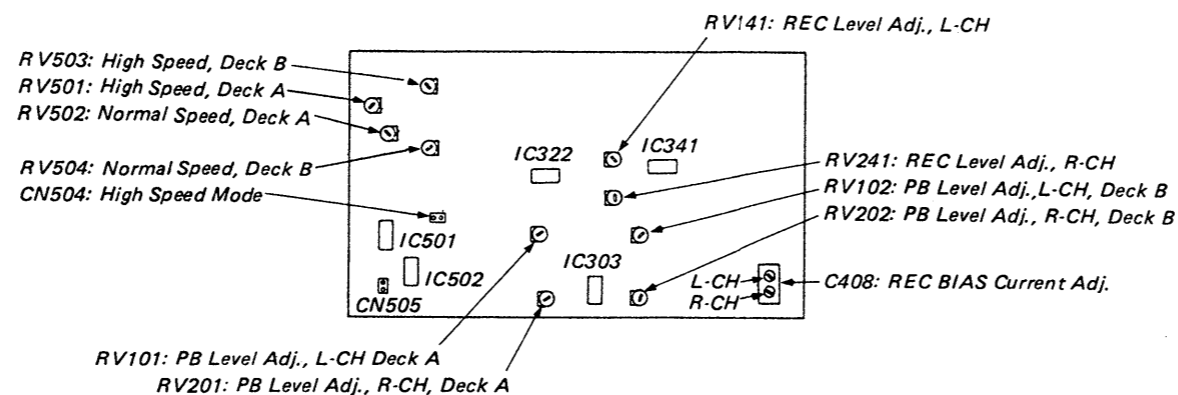 RV141: REC Level Adj., L-CH
RV503: High Speed, Deck B
RV501: High Speed, Deck A
RV502: Normal Speed, Deck A
RV504: Normal Speed, Deck B
CN504: High Speed Mode
IC322
IC341
RV241: REC Level Adj., R-CH
RV102: PB Level Adj.,L-CH, Deck B
RV202: PB Level Adj., R-CH, Deck B
IC501
IC502
CN505
IC303
L-CH
R-CH
C408: REC BIAS Current Adj.
RV101: PB Level Adj., L-CH Deck A
RV201: PB Level Adj., R-CH, Deck A